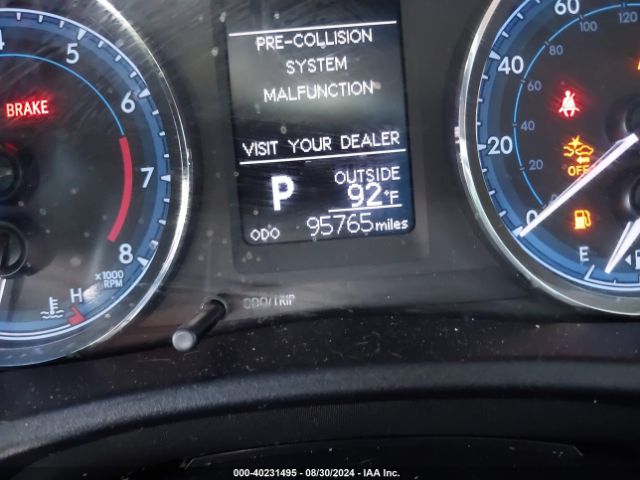 PRE-COLLISION
SYSTEM
MALFUNCTION
VISIT YOUR DEALER
P
OUTSIDE
92°F
ODO 95765 miles
ODO/TRIP
BRAKE
4
5
6
7
8
x1000
RPM
H
60
40
20
0
120
100
80
60
40
20
0
OFF
E
000-40231495 - 08/30/2024 - IAA Inc.